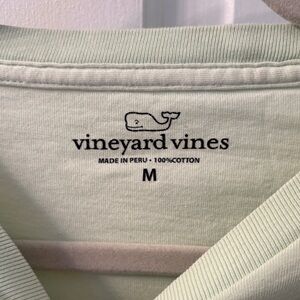 vineyard vines
MADE IN PERU • 100%COTTON
M